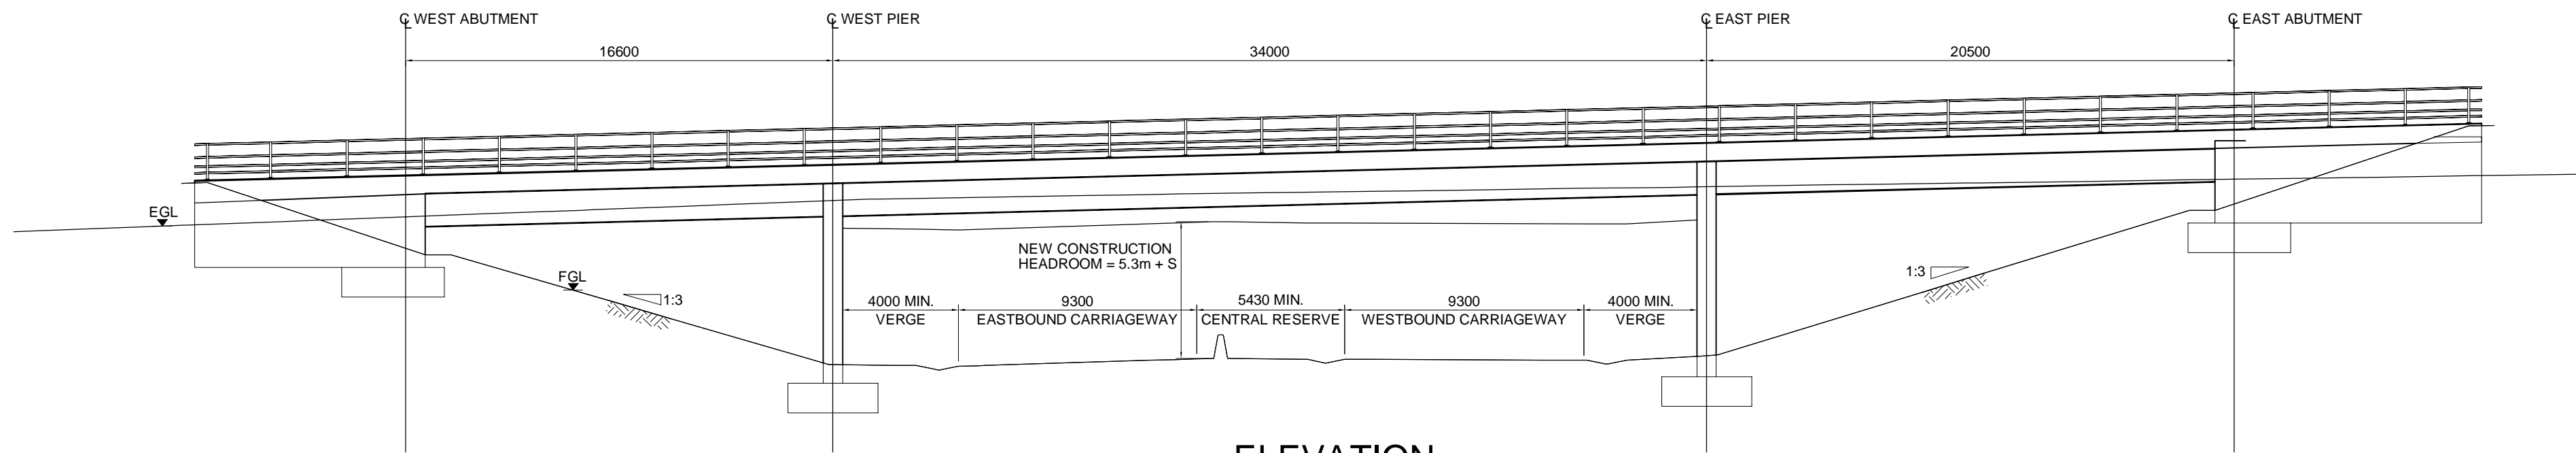 ℄ WEST ABUTMENT
℄ WEST PIER
℄ EAST PIER
℄ EAST ABUTMENT
16600
34000
20500
EGL
NEW CONSTRUCTION
HEADROOM = 5.3m + S
FGL
1:3
1:3
4000 MIN.
VERGE
9300
EASTBOUND CARRIAGEWAY
5430 MIN.
CENTRAL RESERVE
9300
WESTBOUND CARRIAGEWAY
4000 MIN.
VERGE
ELEVATION